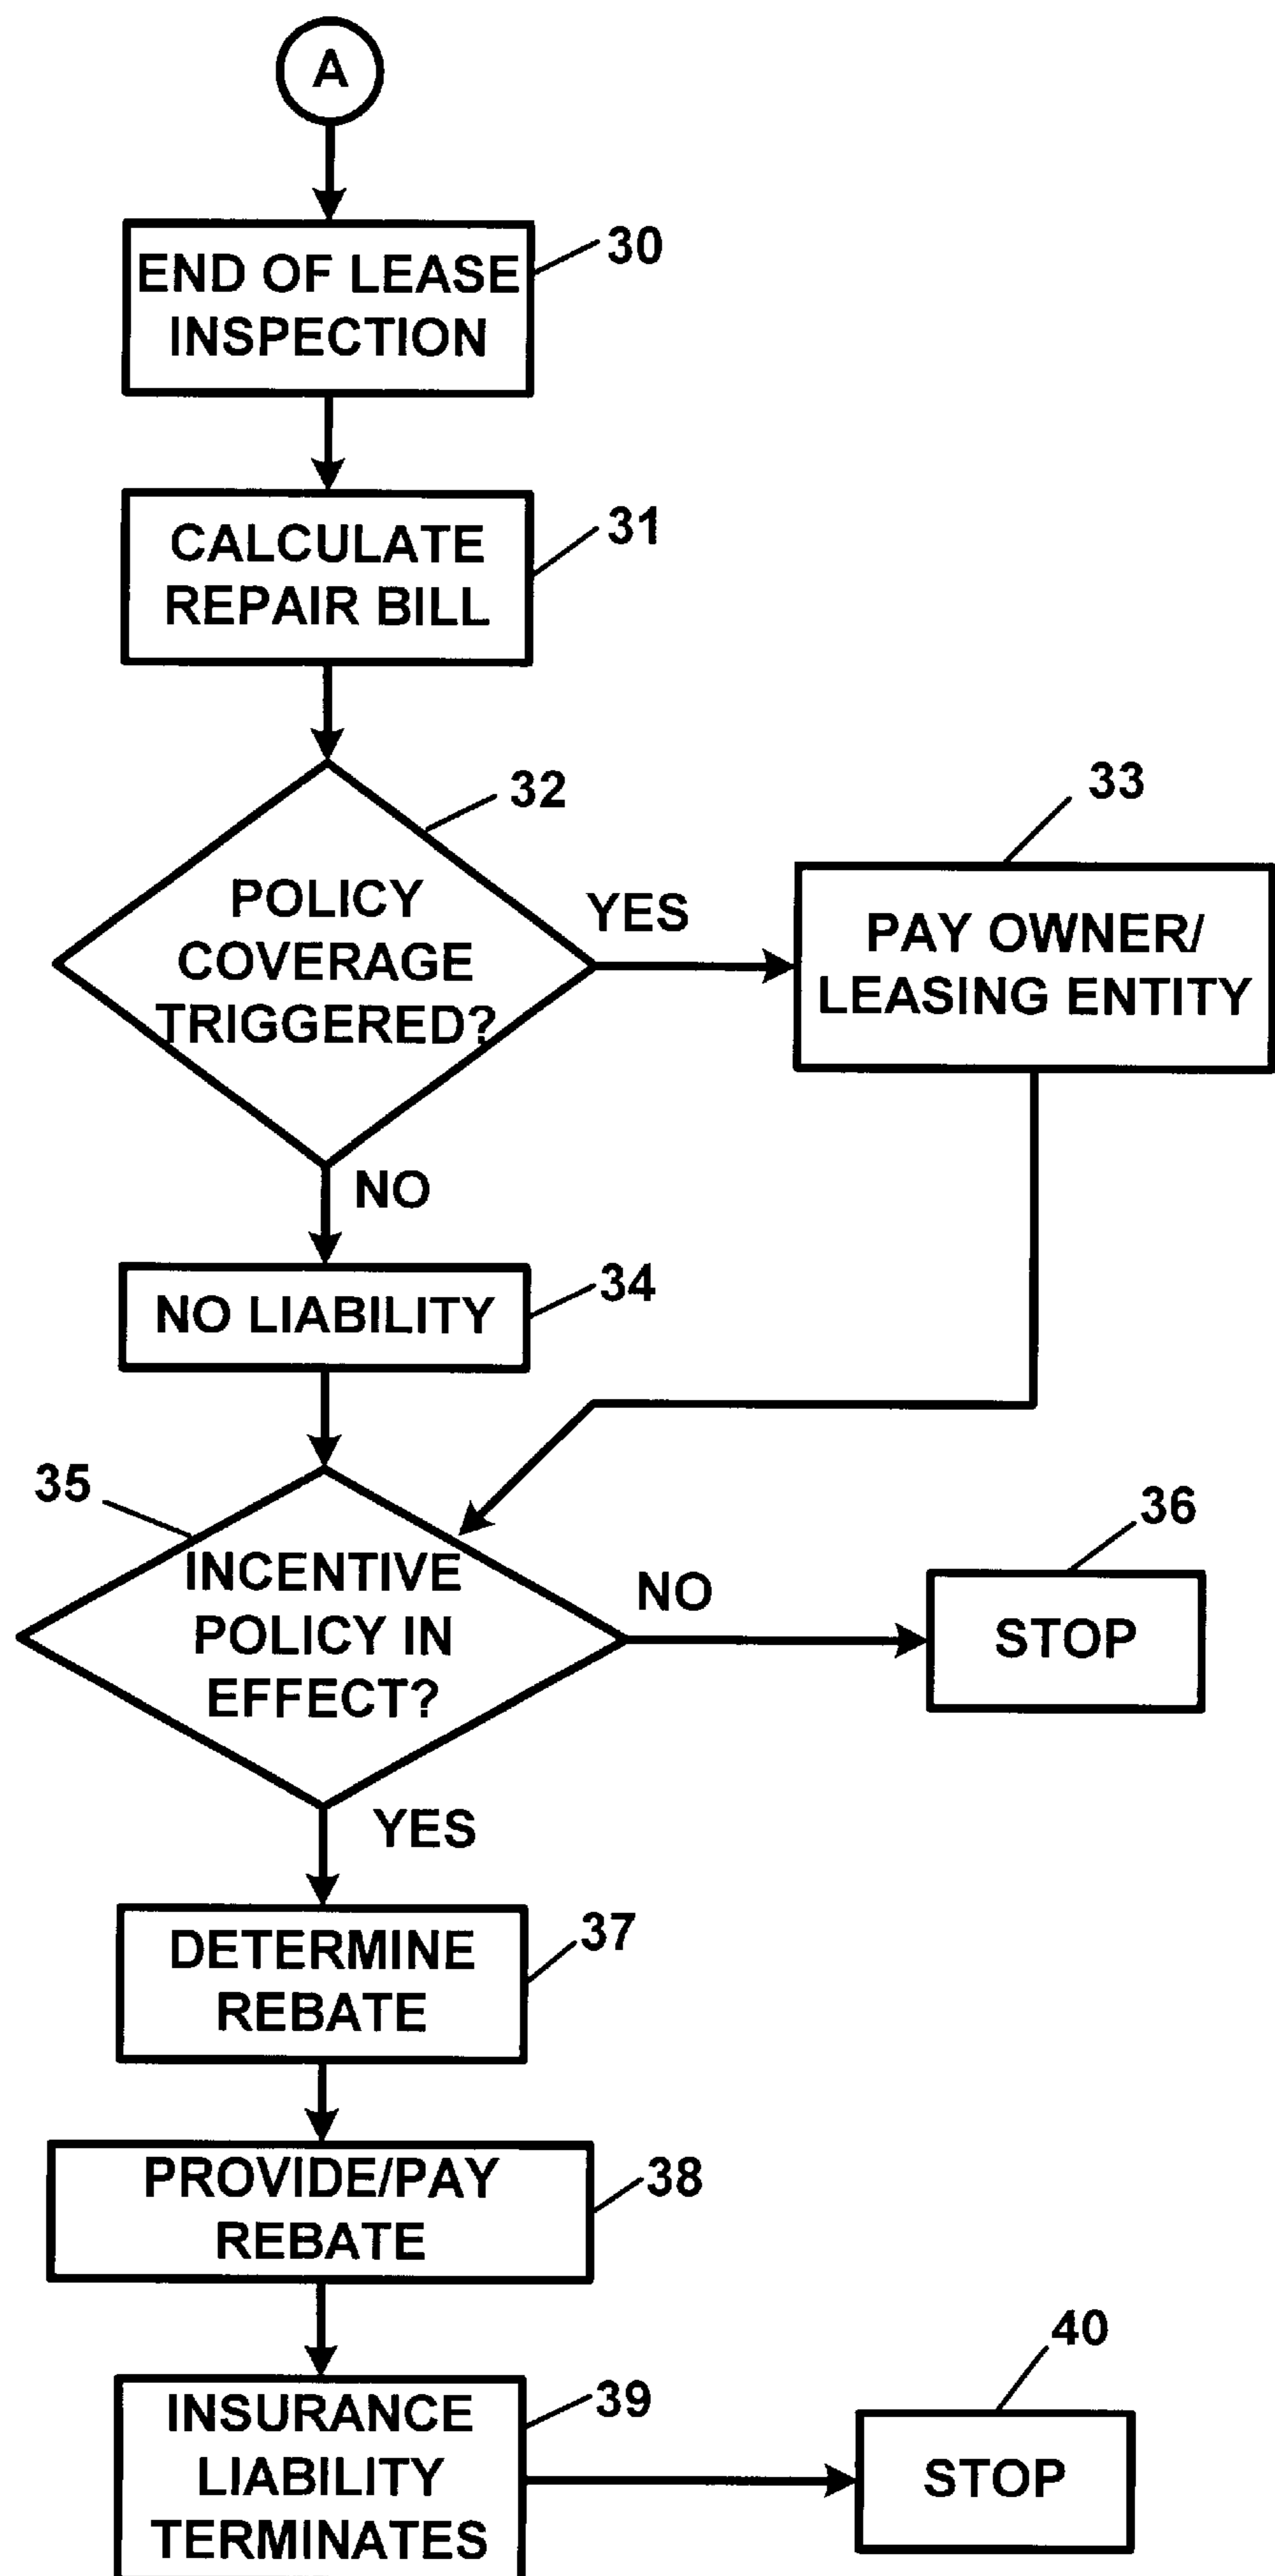 A
30
END OF LEASE
INSPECTION
31
CALCULATE
REPAIR BILL
32
POLICY
COVERAGE
TRIGGERED?
YES
33
PAY OWNER/
LEASING ENTITY
NO
34
NO LIABILITY
35
INCENTIVE
POLICY IN
EFFECT?
NO
36
STOP
YES
37
DETERMINE
REBATE
38
PROVIDE/PAY
REBATE
39
INSURANCE
LIABILITY
TERMINATES
40
STOP